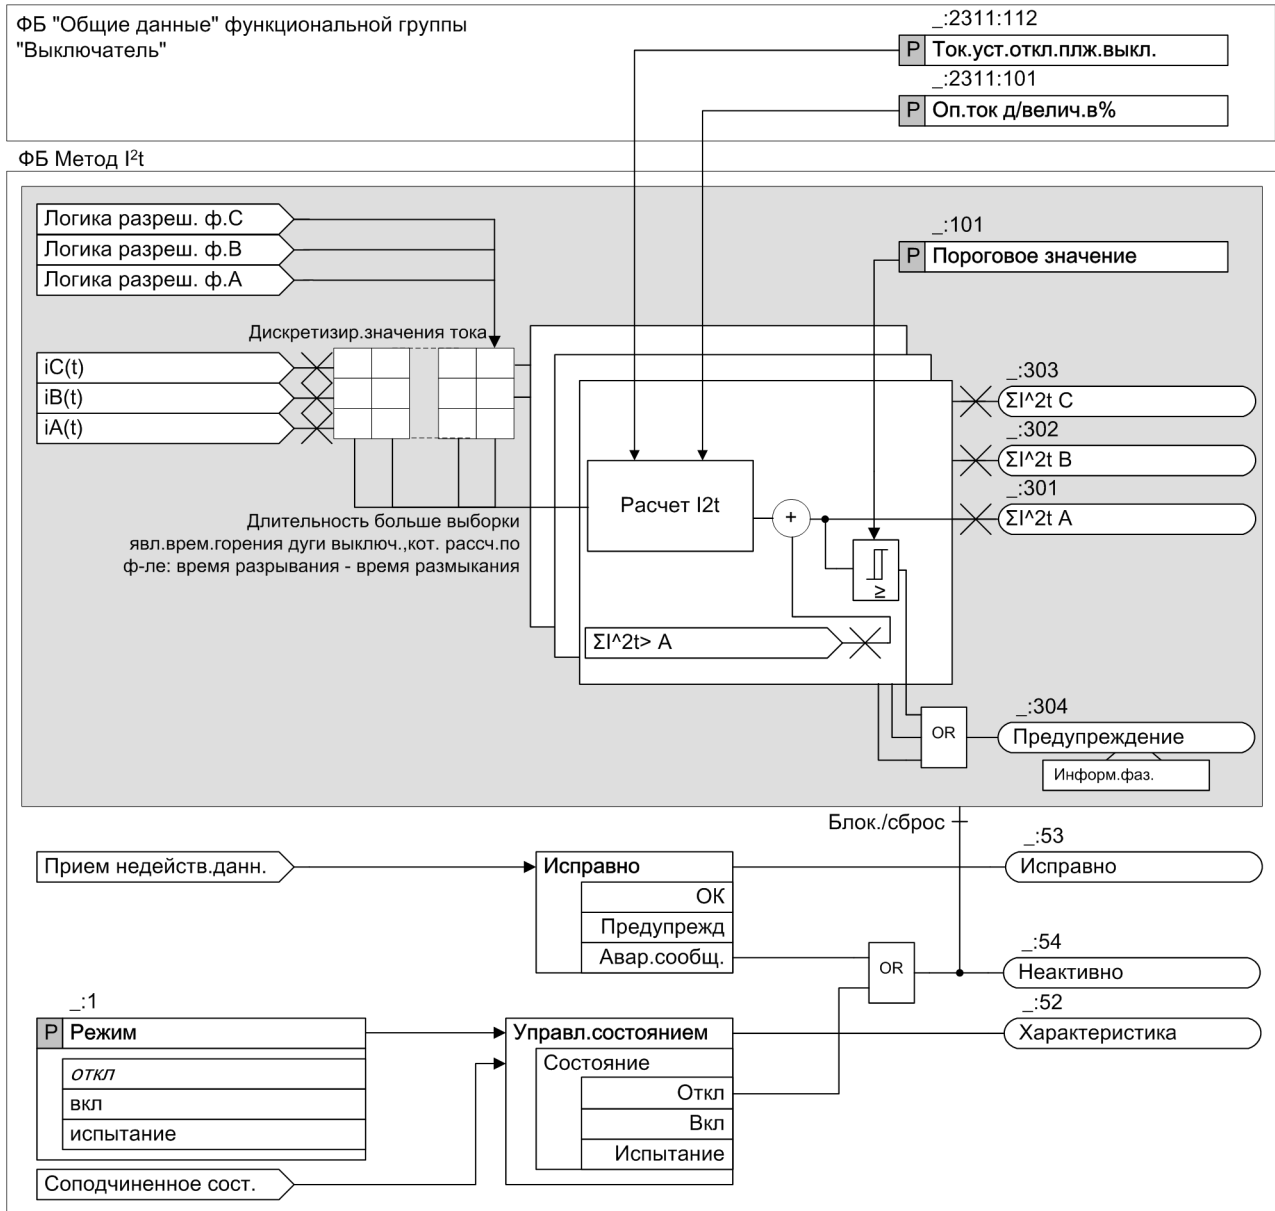 ФБ "Общие данные" функциональной группы
"Выключатель"
_:2311:112
P Ток.уст.откл.плж.выкл.
_:2311:101
P Оп.ток д/велич.в%
ФБ Метод I²t
Логика разреш. ф.C
Логика разреш. ф.B
Логика разреш. ф.A
_:101
P Пороговое значение
Дискретизир.значения тока
iC(t)
iB(t)
iA(t)
_:303
ΣI^2t C
_:302
ΣI^2t B
_:301
ΣI^2t A
Расчет I2t
+
Длительность больше выборки
явл.врем.горения дуги выключ.,кот. рассч.по
ф-ле: время разрывания - время размыкания
≥
ΣI^2t> A
OR
_:304
Предупреждение
Информ.фаз.
Блок./сброс
Прием недейств.данн.
Исправно
ОК
Предупрежд
Авар.сообщ.
_:53
Исправно
OR
_:54
Неактивно
_:1
P Режим
откл
вкл
испытание
Управл.состоянием
Состояние
Откл
Вкл
Испытание
_:52
Характеристика
Соподчиненное сост.